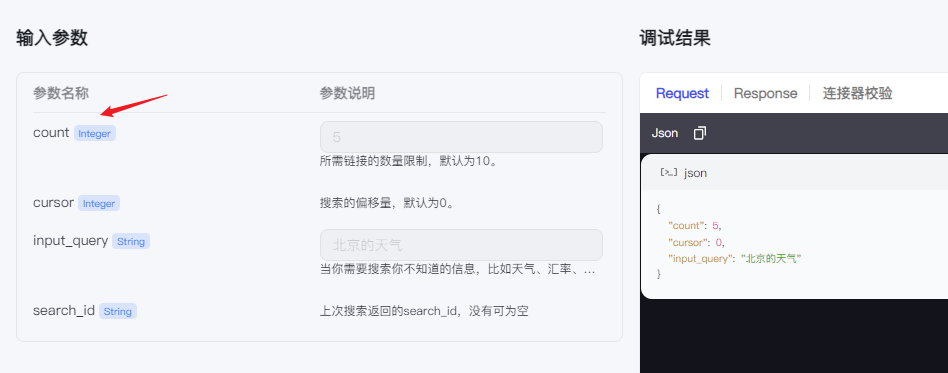 输入参数
参数名称 参数说明
count Integer 5
所需链接的数量限制，默认为10。
cursor Integer 搜索的偏移量，默认为0。
input_query String 北京的天气
当你需要搜索你不知道的信息，比如天气、汇率、...
search_id String 上次搜索返回的search_id，没有可为空
调试结果
Request Response 连接器校验
Json
[>_] json
{
"count": 5,
"cursor": 0,
"input_query": "北京的天气"
}